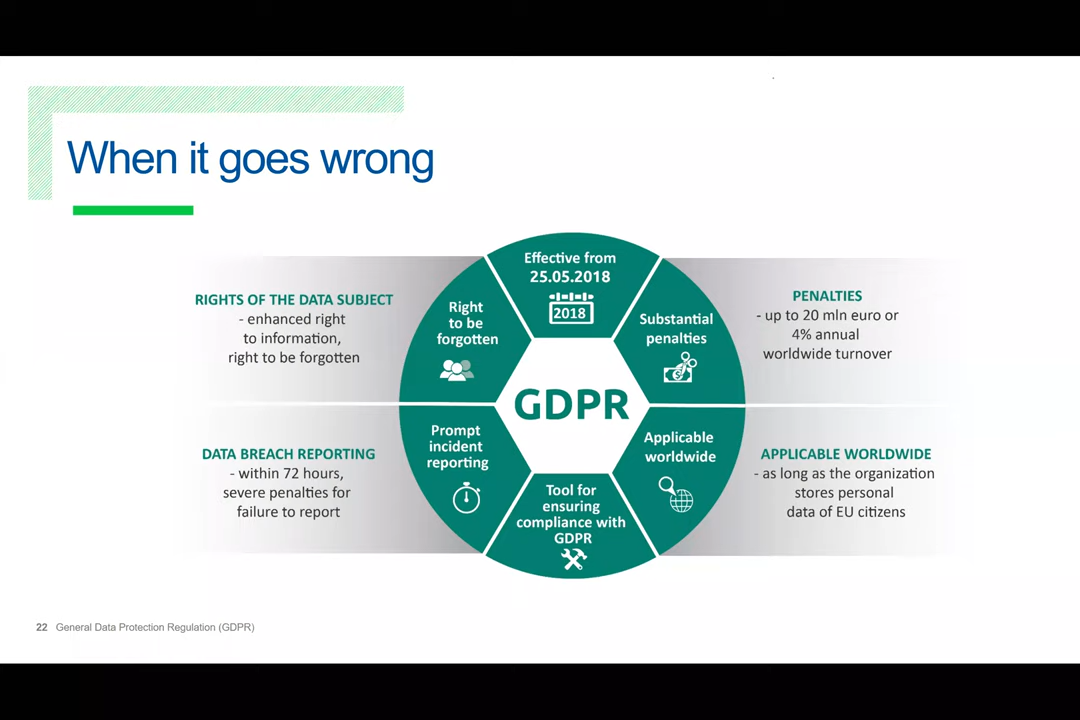 When it goes wrong
Effective from
25.05.2018
2018
Right
to be
forgotten
Substantial
penalties
GDPR
Prompt
incident
reporting
Applicable
worldwide
Tool for
ensuring
compliance with
GDPR
RIGHTS OF THE DATA SUBJECT
- enhanced right
to information,
right to be forgotten
PENALTIES
- up to 20 mln euro or
4% annual
worldwide turnover
DATA BREACH REPORTING
- within 72 hours,
severe penalties for
failure to report
APPLICABLE WORLDWIDE
- as long as the organization
stores personal
data of EU citizens
22 General Data Protection Regulation (GDPR)